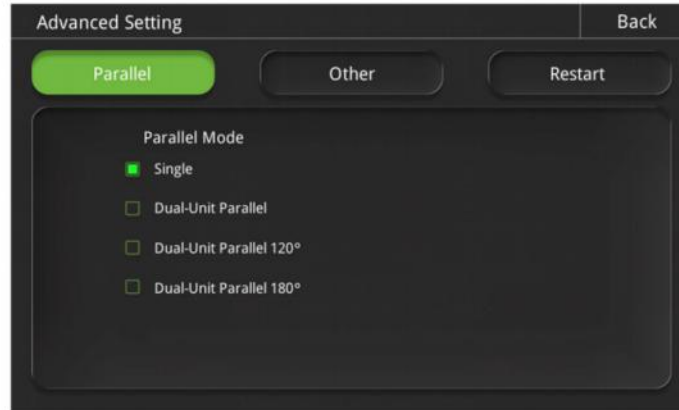 Advanced Setting Back
Parallel Other Restart
Parallel Mode
Single
Dual-Unit Parallel
Dual-Unit Parallel 120°
Dual-Unit Parallel 180°